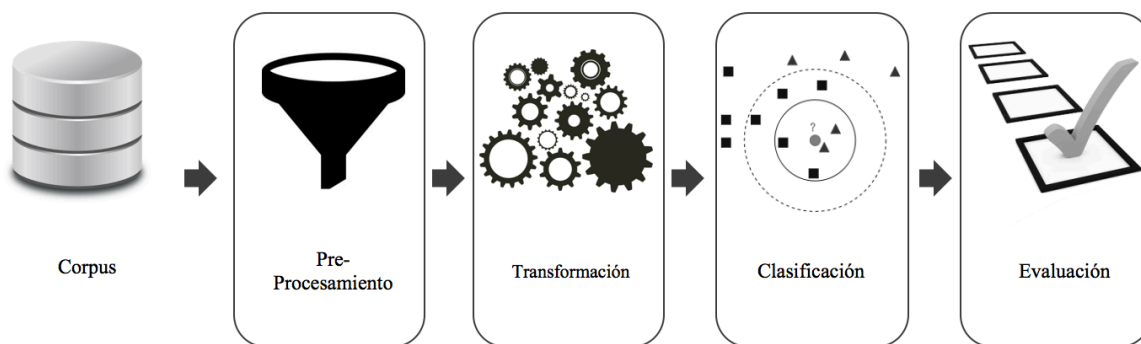 ?
Corpus
Pre-
Procesamiento
Transformación
Clasificación
Evaluación